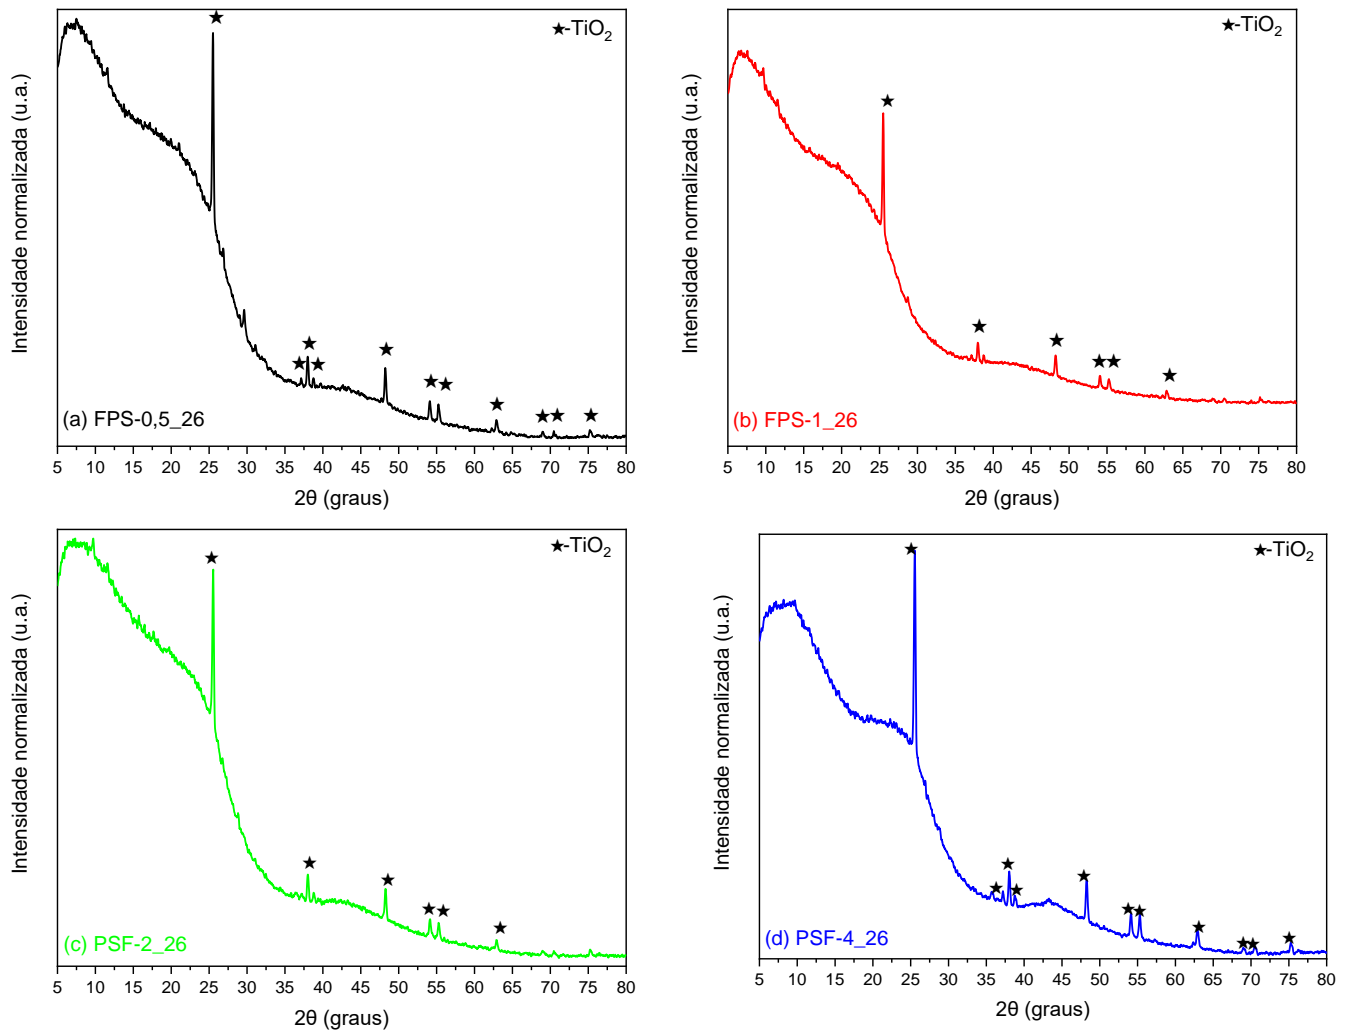 ★-TiO₂
Intensidade normalizada (u.a.)
(a) FPS-0,5_26
5 10 15 20 25 30 35 40 45 50 55 60 65 70 75 80
2θ (graus)
★-TiO₂
Intensidade normalizada (u.a.)
(b) FPS-1_26
5 10 15 20 25 30 35 40 45 50 55 60 65 70 75 80
2θ (graus)
★-TiO₂
Intensidade normalizada (u.a.)
(c) PSF-2_26
5 10 15 20 25 30 35 40 45 50 55 60 65 70 75 80
2θ (graus)
★-TiO₂
Intensidade normalizada (u.a.)
(d) PSF-4_26
5 10 15 20 25 30 35 40 45 50 55 60 65 70 75 80
2θ (graus)